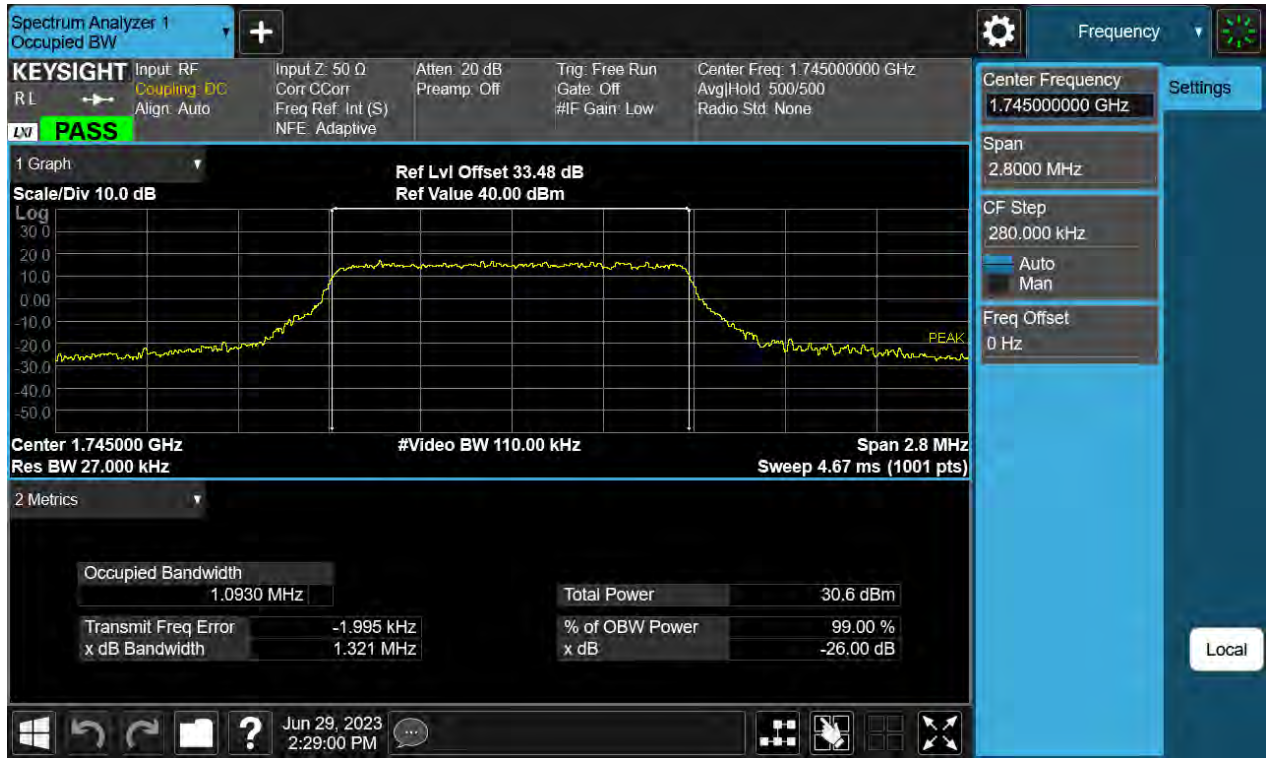 Spectrum Analyzer 1
Occupied BW
+
Frequency
KEYSIGHT
RL
LXI
PASS
Input: RF
Coupling: DC
Align: Auto
Input Z: 50 Ω
Corr CCorr
Freq Ref: Int (S)
NFE: Adaptive
Atten: 20 dB
Preamp: Off
Trig: Free Run
Gate: Off
#IF Gain: Low
Center Freq: 1.745000000 GHz
Avg|Hold: 500/500
Radio Std: None
1 Graph
Scale/Div 10.0 dB
Ref Lvl Offset 33.48 dB
Ref Value 40.00 dBm
Log
30.0
20.0
10.0
0.00
-10.0
-20.0
-30.0
-40.0
-50.0
PEAK
Center 1.745000 GHz
#Video BW 110.00 kHz
Span 2.8 MHz
Res BW 27.000 kHz
Sweep 4.67 ms (1001 pts)
2 Metrics
Occupied Bandwidth
1.0930 MHz
Total Power 30.6 dBm
Transmit Freq Error -1.995 kHz
% of OBW Power 99.00 %
x dB Bandwidth 1.321 MHz
x dB -26.00 dB
Center Frequency
1.745000000 GHz
Settings
Span
2.8000 MHz
CF Step
280.000 kHz
Auto
Man
Freq Offset
0 Hz
Local
?
Jun 29, 2023
2:29:00 PM